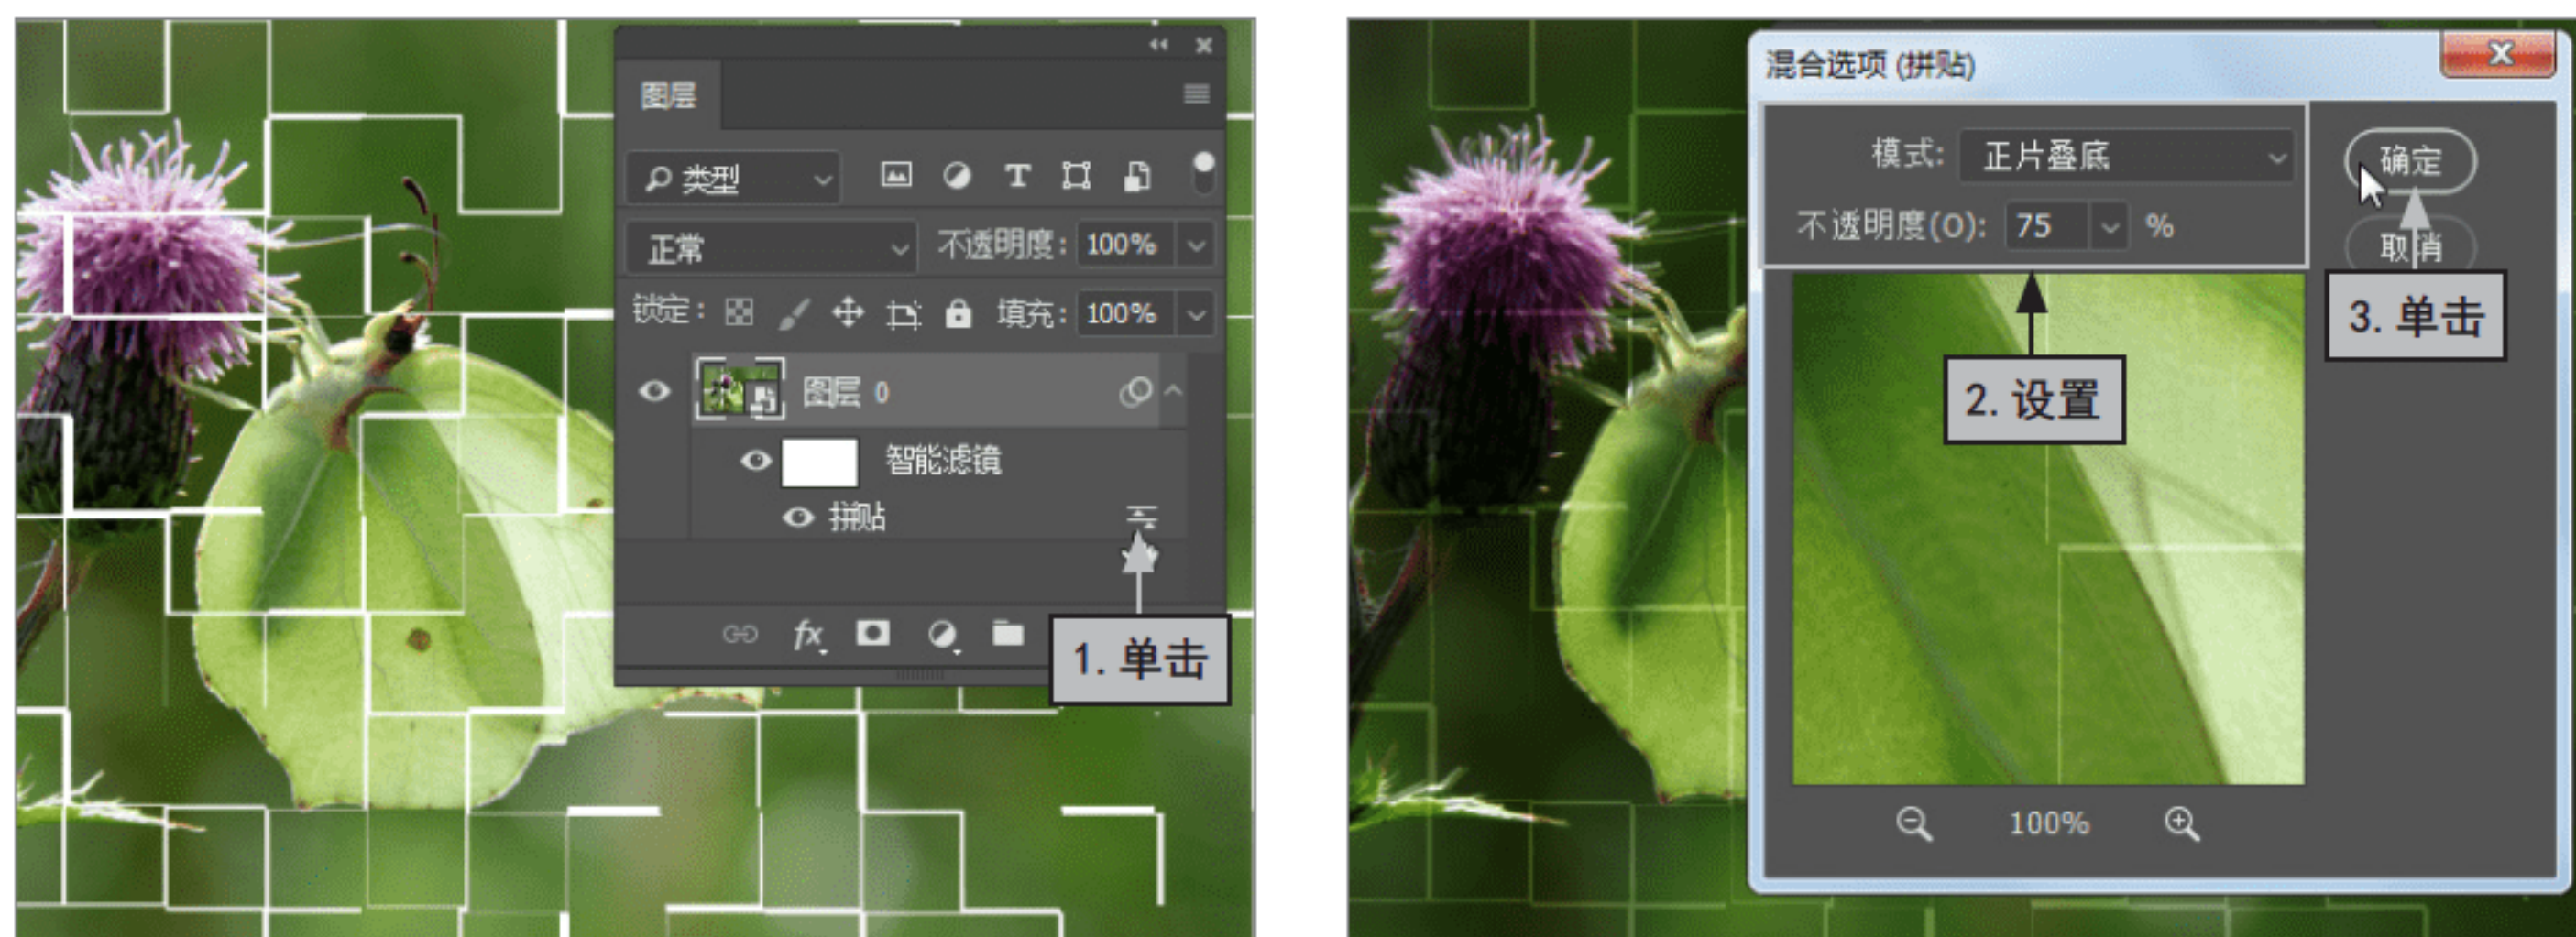 图层
类型
正常 不透明度: 100%
锁定: 填充: 100%
图层 0
智能滤镜
拼贴
fx
1. 单击
混合选项 (拼贴)
模式: 正片叠底
不透明度(O): 75 %
确定
取消
2. 设置
3. 单击
100%